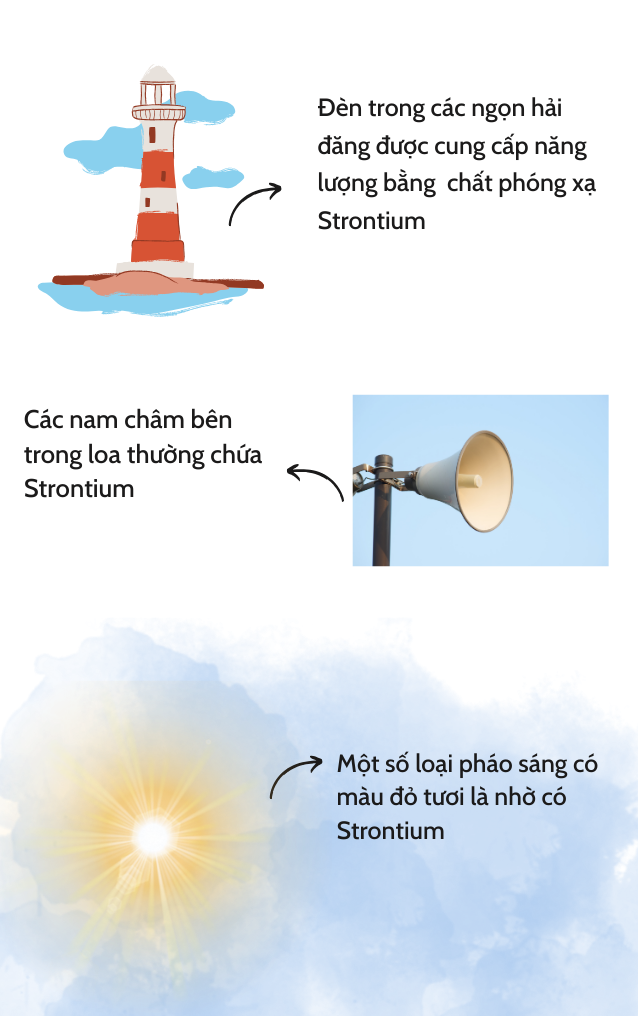 Đèn trong các ngọn hải
đăng được cung cấp năng
lượng bằng  chất phóng xạ
Strontium
Các nam châm bên
trong loa thường chứa
Strontium
Một số loại pháo sáng có
màu đỏ tươi là nhờ có
Strontium